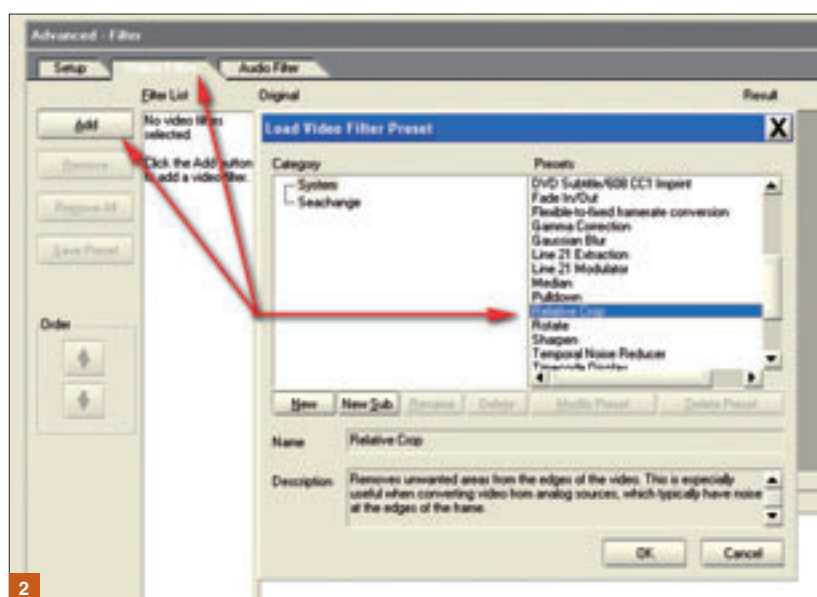 Advanced - Filter
Setup
Audio Filter
Filter List
Original
Result
Add
Remove
Remove All
Save Preset
Order
No video filters selected.
Click the Add button to add a video filter.
Load Video Filter Preset
X
Category
System
Seachange
Presets
DVD Subtitle/608 CC1 Imprint
Fade In/Out
Flexible-to-fixed framerate conversion
Gamma Correction
Gaussian Blur
Line 21 Extraction
Line 21 Modulator
Median
Pulldown
Relative Crop
Rotate
Sharpen
Temporal Noise Reducer
Timecode Display
New
New Sub
Rename
Delete
Modify Preset
Delete Preset
Name
Relative Crop
Description
Removes unwanted areas from the edges of the video. This is especially
useful when converting video from analog sources, which typically have noise
at the edges of the frame.
OK
Cancel
2